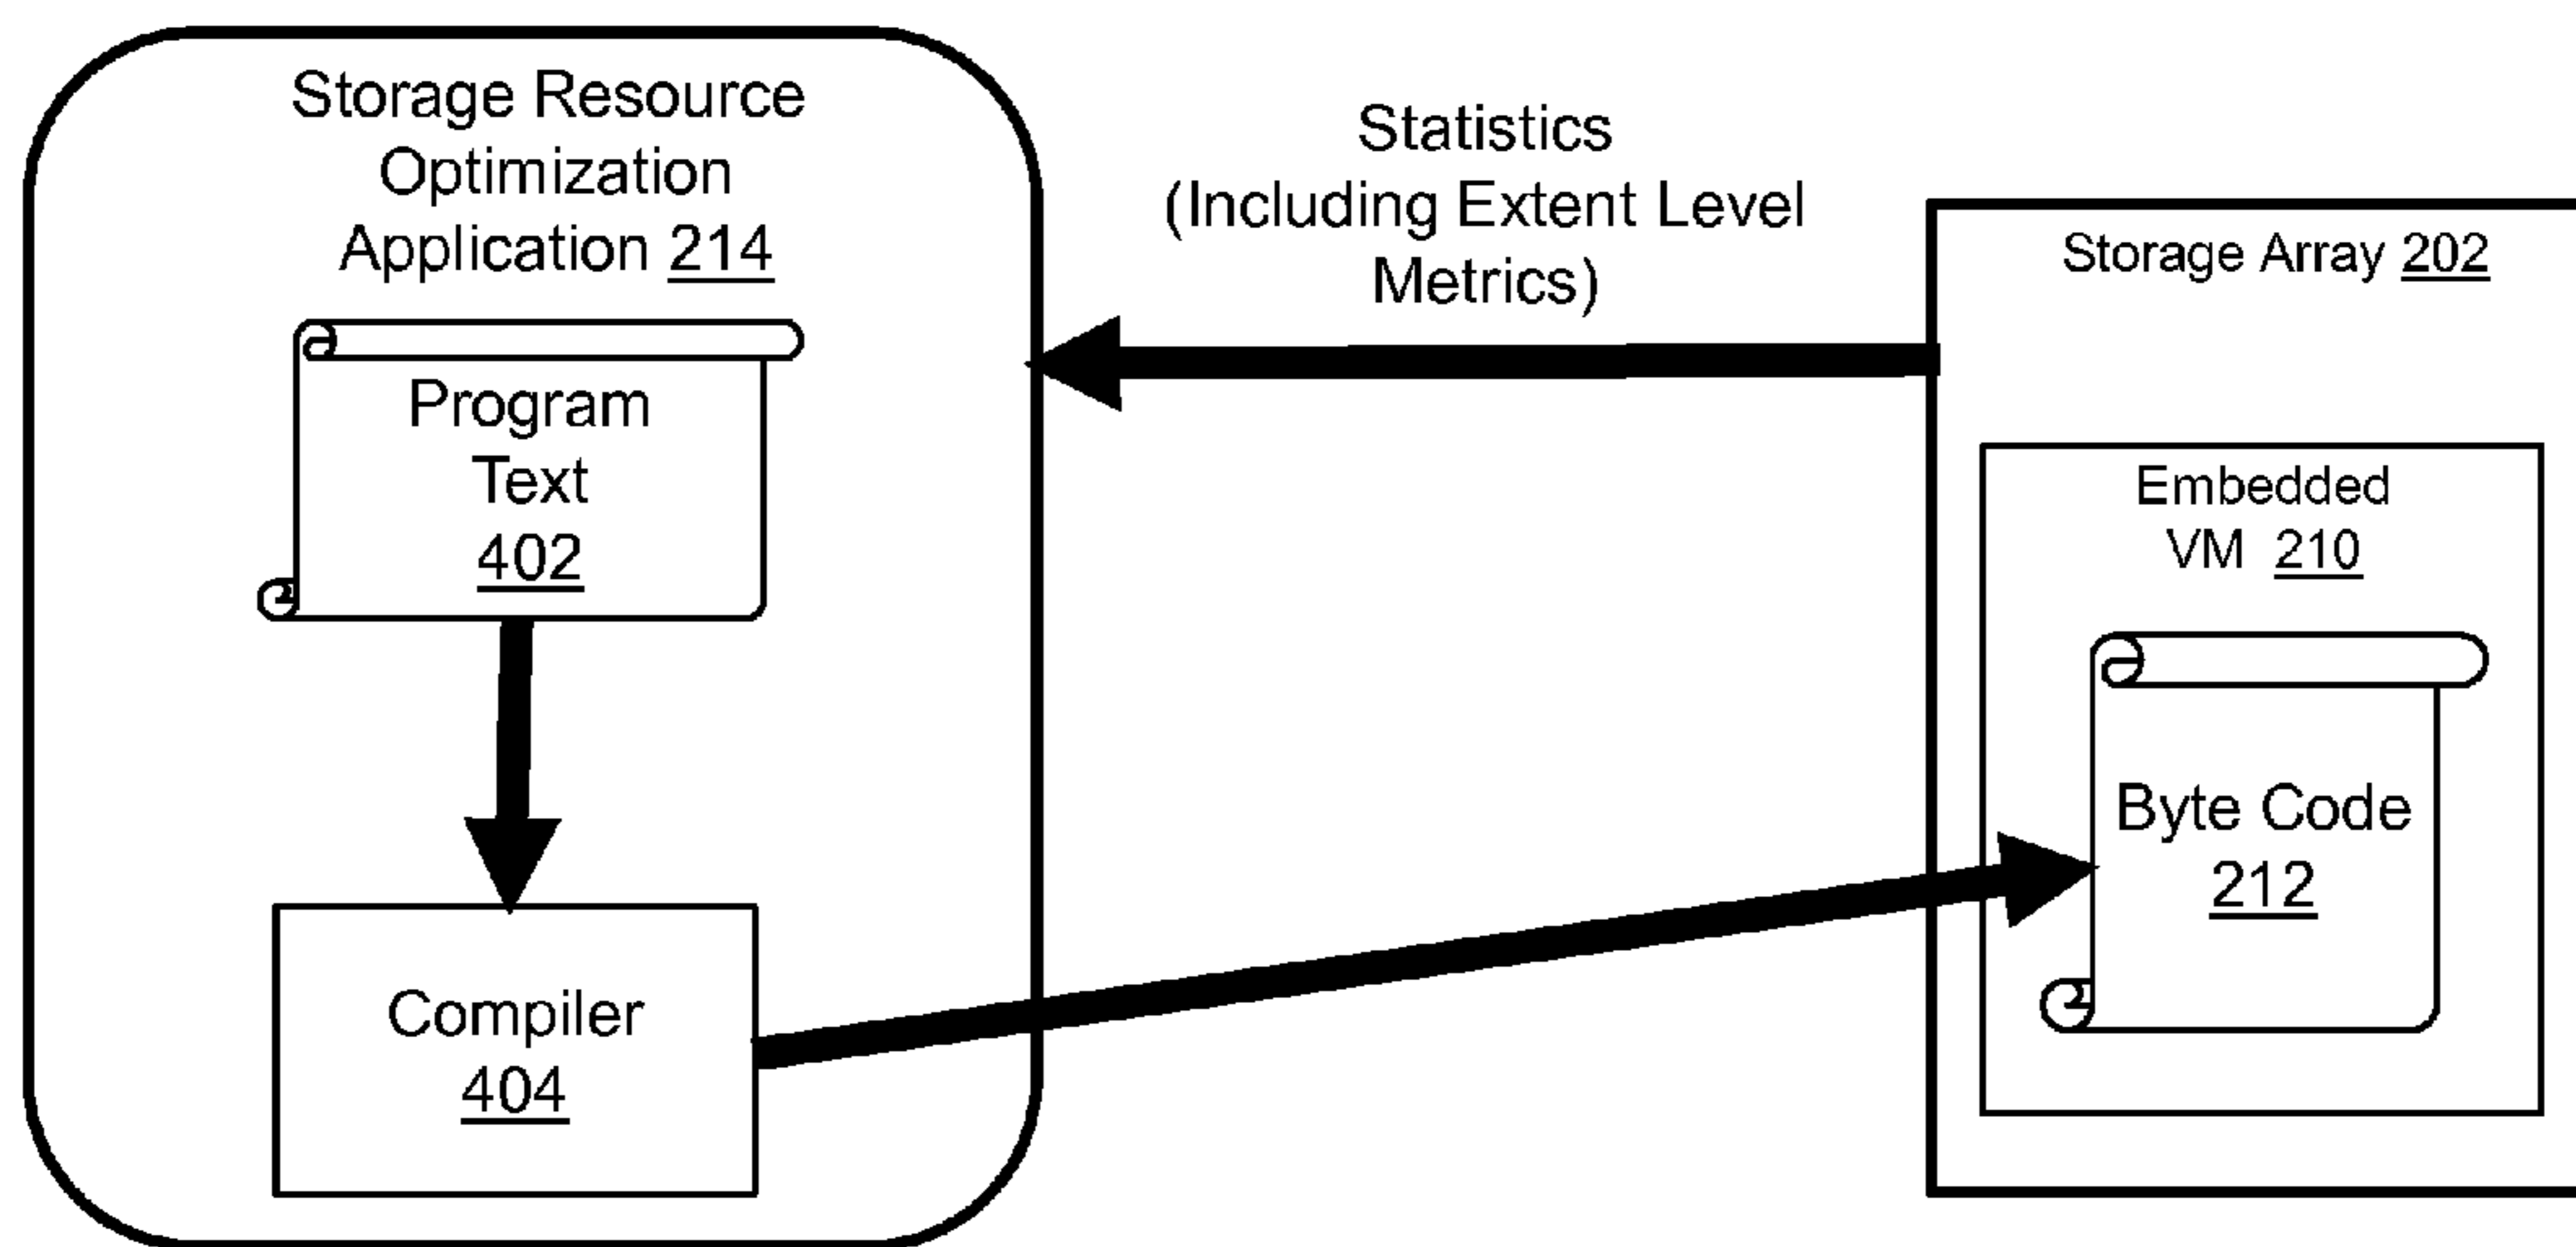 Storage Resource
Optimization
Application 214
Program
Text
402
Compiler
404
Statistics
(Including Extent Level
Metrics)
Storage Array 202
Embedded
VM 210
Byte Code
212